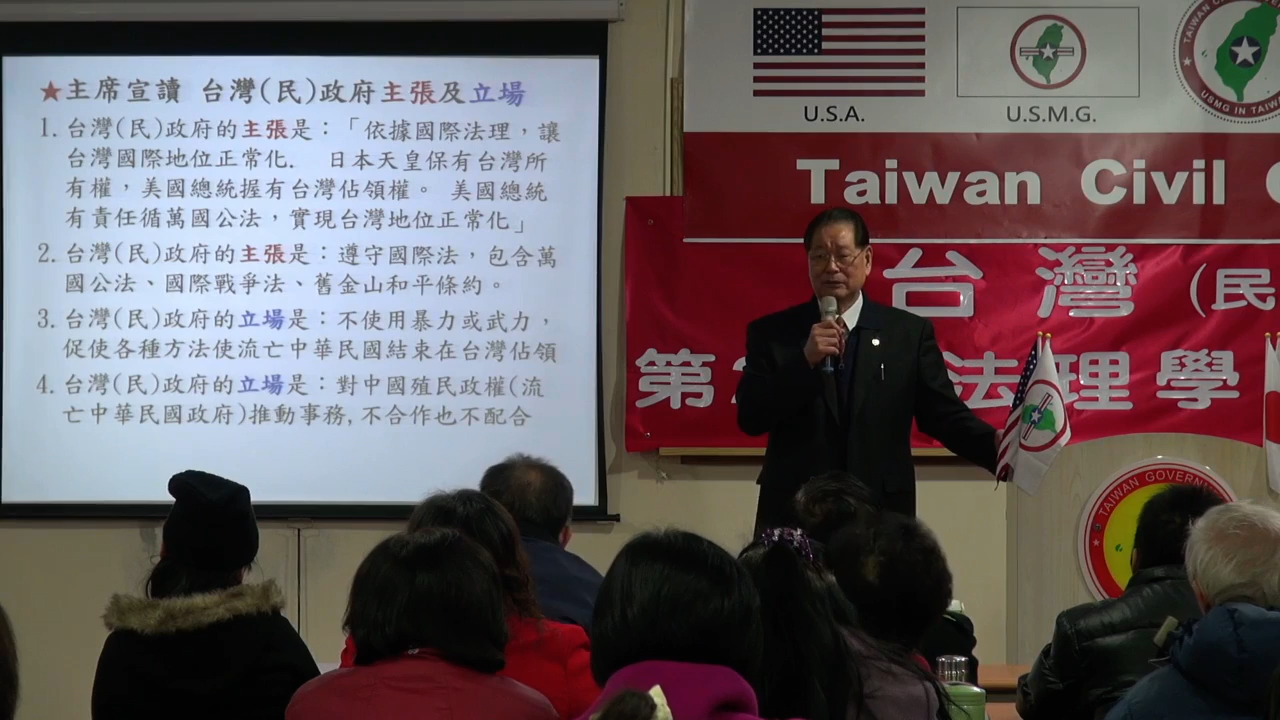 ★主席宣讀 台灣(民)政府主張及立場
1. 台灣(民)政府的主張是：「依據國際法理，讓
台灣國際地位正常化. 日本天皇保有台灣所
有權，美國總統握有台灣佔領權。 美國總統
有責任循萬國公法，實現台灣地位正常化」
2. 台灣(民)政府的主張是：遵守國際法，包含萬
國公法、國際戰爭法、舊金山和平條約。
3. 台灣(民)政府的立場是：不使用暴力或武力，
促使各種方法使流亡中華民國結束在台灣佔領
4. 台灣(民)政府的立場是：對中國殖民政權(流
亡中華民國政府)推動事務,不合作也不配合
U.S.A.
U.S.M.G.
USMG IN TAIW
Taiwan Civil
台灣(民
第2 法理學
TAIWAN GOVERN